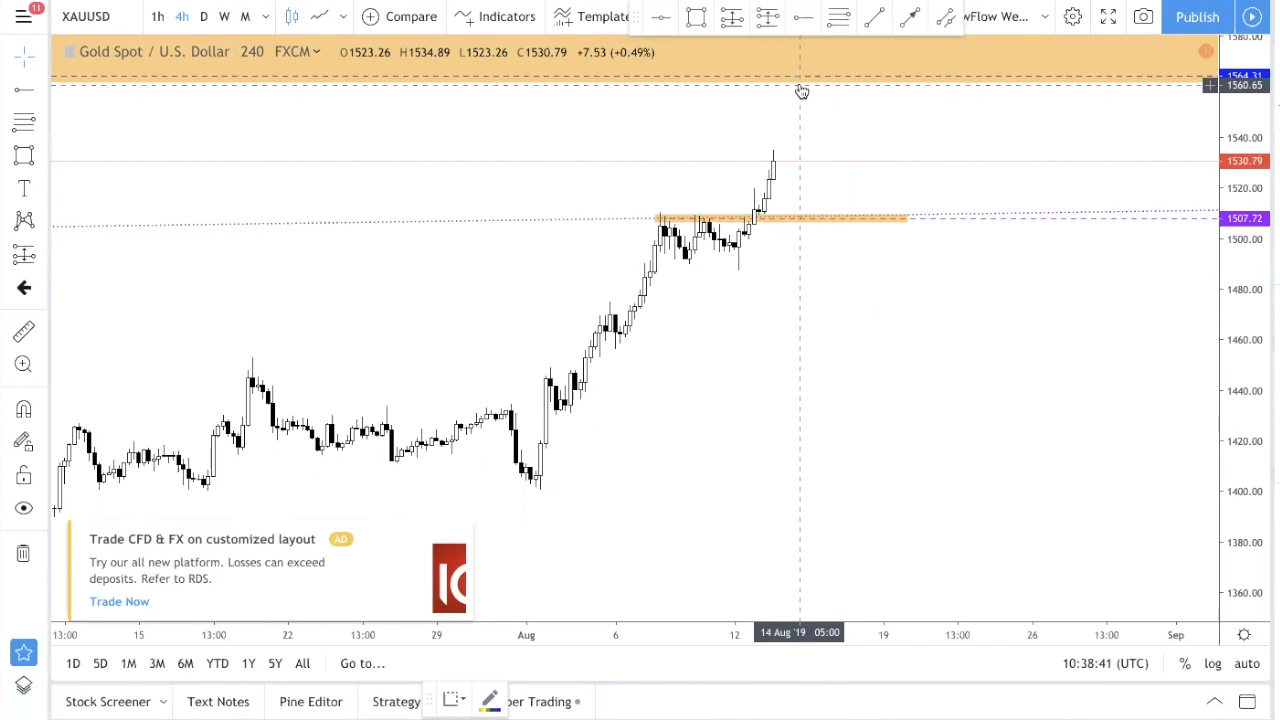 11
XAUUSD 1h 4h D W M Compare Indicators Template wFlow We... Publish
Gold Spot / U.S. Dollar 240 FXCM O1523.26 H1534.89 L1523.26 C1530.79 +7.53 (+0.49%)
1580.00
1564.31
1560.65
1540.00
1530.79
1520.00
1507.72
1500.00
1480.00
1460.00
1440.00
1420.00
1400.00
1380.00
1360.00
Trade CFD & FX on customized layout AD
Try our all new platform. Losses can exceed
deposits. Refer to RDS.
Trade Now
13:00 15 13:00 22 13:00 29 Aug 6 12 14 Aug '19 05:00 19 13:00 26 13:00 Sep
1D 5D 1M 3M 6M YTD 1Y 5Y All Go to... 10:38:41 (UTC) % log auto
Stock Screener Text Notes Pine Editor Strategy per Trading